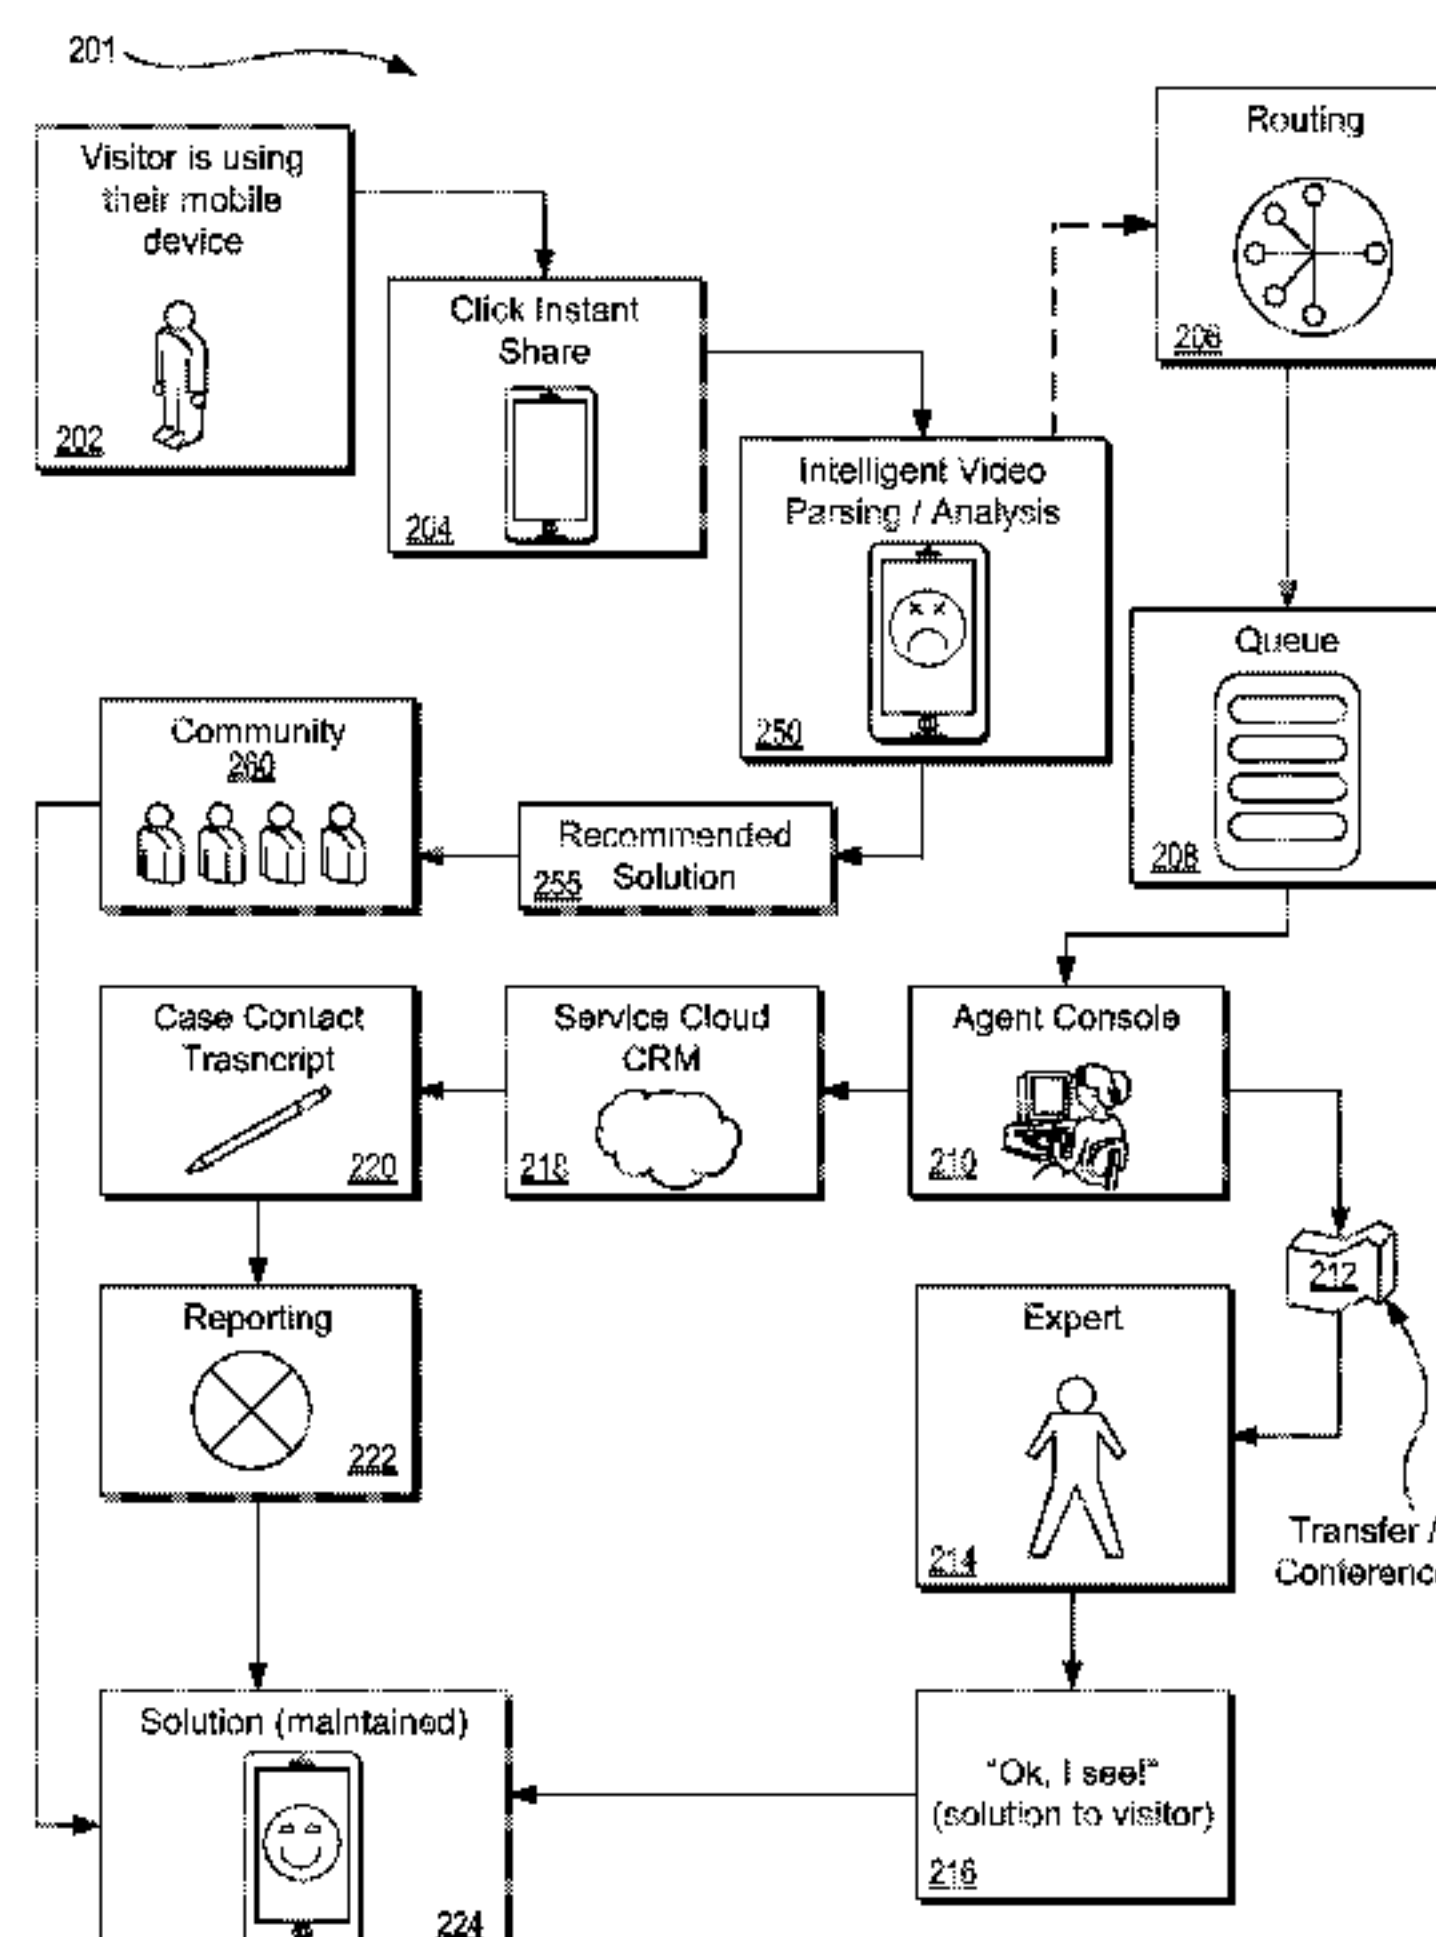 201
Visitor is using
their mobile
device
202
Click Instant
Share
204
Routing
206
Intelligent Video
Parsing / Analysis
250
Queue
208
Community
260
Recommended
Solution
255
Case Contact
Trasncript
220
Service Cloud
CRM
218
Agent Console
210
212
Transfer /
Conference
Reporting
222
Expert
214
Solution (maintained)
224
"Ok, I see!"
(solution to visitor)
216